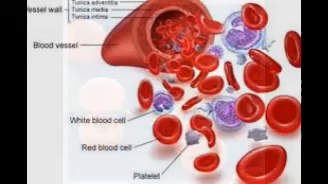 Tunica adventitia
Vessel wall
Tunica media
Tunica intima
Blood vessel
White blood cell
Red blood cell
Platelet